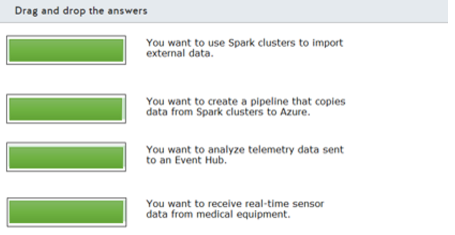 Drag and drop the answers
You want to use Spark clusters to import
external data.
You want to create a pipeline that copies
data from Spark clusters to Azure.
You want to analyze telemetry data sent
to an Event Hub.
You want to receive real-time sensor
data from medical equipment.